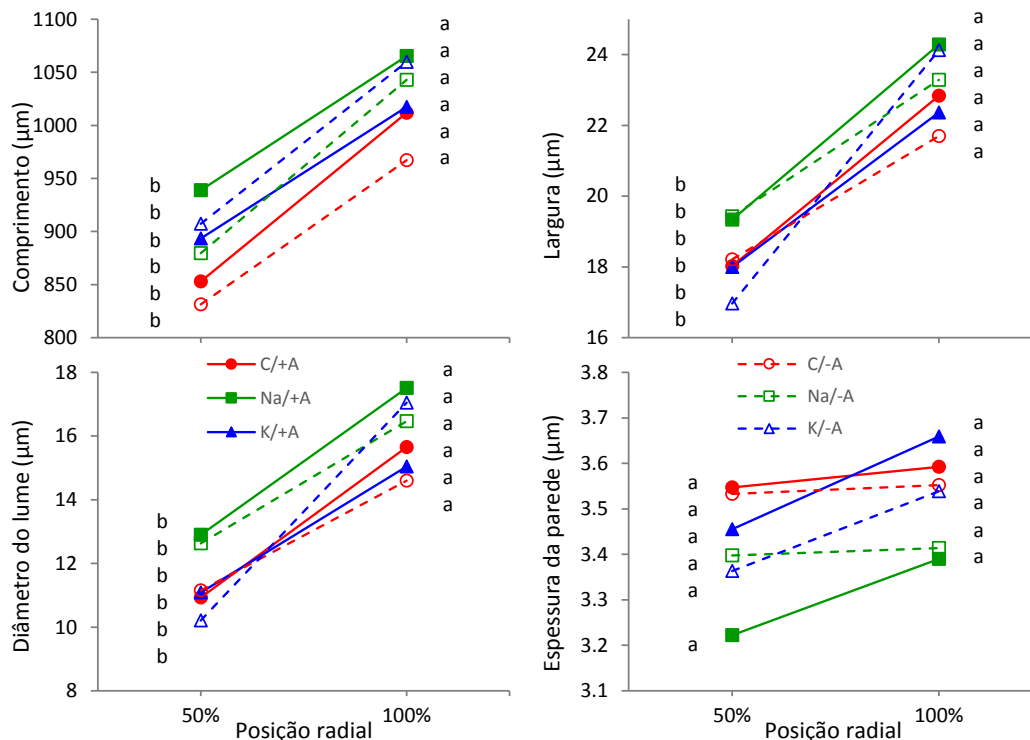 Comprimento (µm)
1100
1050
1000
950
900
850
800
b
b
b
b
b
b
a
a
a
a
a
a
Largura (µm)
24
22
20
18
16
b
b
b
b
b
b
a
a
a
a
a
a
Diâmetro do lume (µm)
18
16
14
12
10
8
C/+A
Na/+A
K/+A
b
b
b
b
b
b
a
a
a
a
a
a
50%
100%
Posição radial
Espessura da parede (µm)
3.8
3.7
3.6
3.5
3.4
3.3
3.2
3.1
C/-A
Na/-A
K/-A
a
a
a
a
a
a
a
a
a
a
a
a
50%
100%
Posição radial